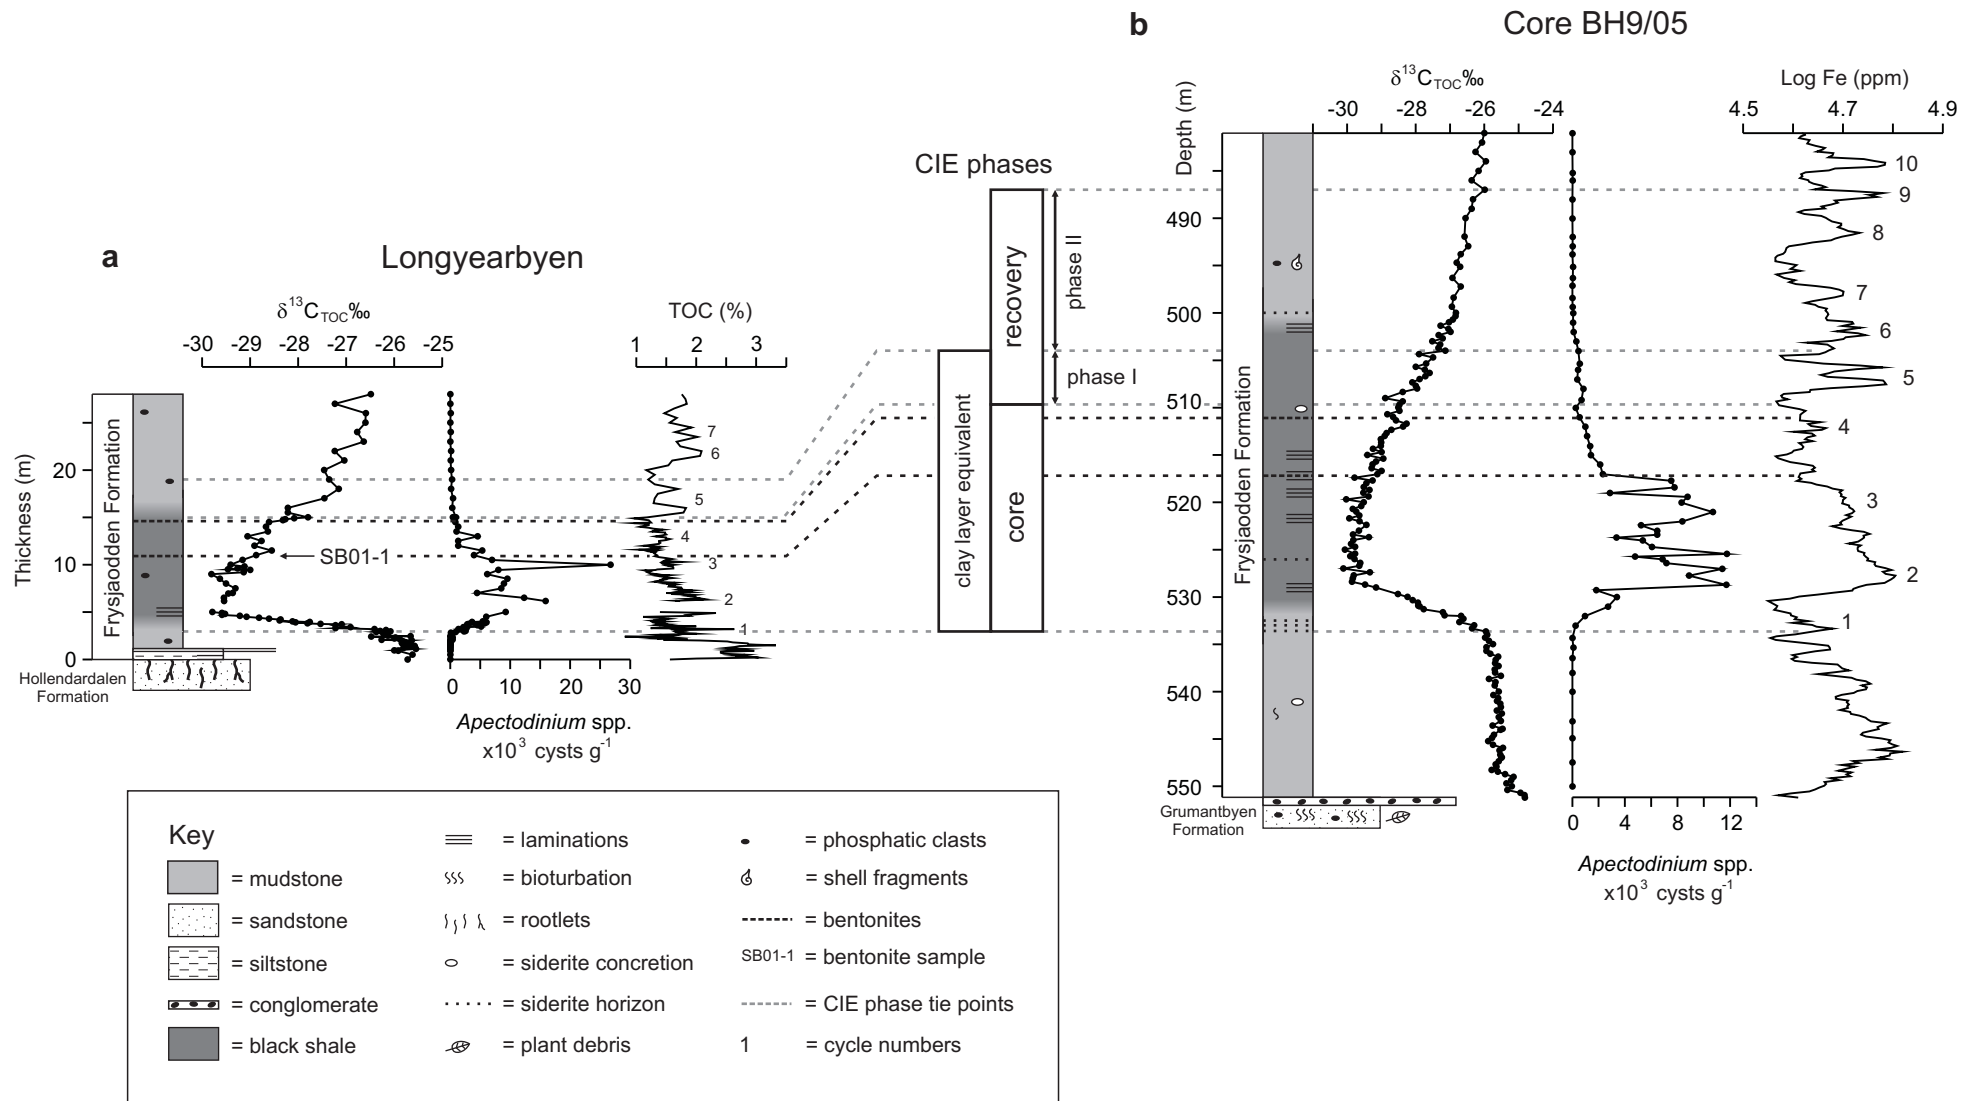 a
Longyearbyen
δ13CTOC‰
-30 -29 -28 -27 -26 -25
TOC (%)
1 2 3
Thickness (m)
20
10
0
Frysjaodden Formation
Hollendardalen
Formation
SB01-1
7
6
5
4
3
2
1
0 10 20 30
Apectodinium spp.
x103 cysts g-1
CIE phases
recovery
core
clay layer equivalent
phase II
phase I
b
Core BH9/05
δ13CTOC‰
-30 -28 -26 -24
Log Fe (ppm)
4.5 4.7 4.9
Depth (m)
490
500
510
520
530
540
550
Frysjaodden Formation
Grumantbyen
Formation
10
9
8
7
6
5
4
3
2
1
0 4 8 12
Apectodinium spp.
x103 cysts g-1
Key
= mudstone
= sandstone
= siltstone
= conglomerate
= black shale
= laminations
= bioturbation
= rootlets
= siderite concretion
= siderite horizon
= plant debris
= phosphatic clasts
= shell fragments
= bentonites
SB01-1 = bentonite sample
= CIE phase tie points
1 = cycle numbers